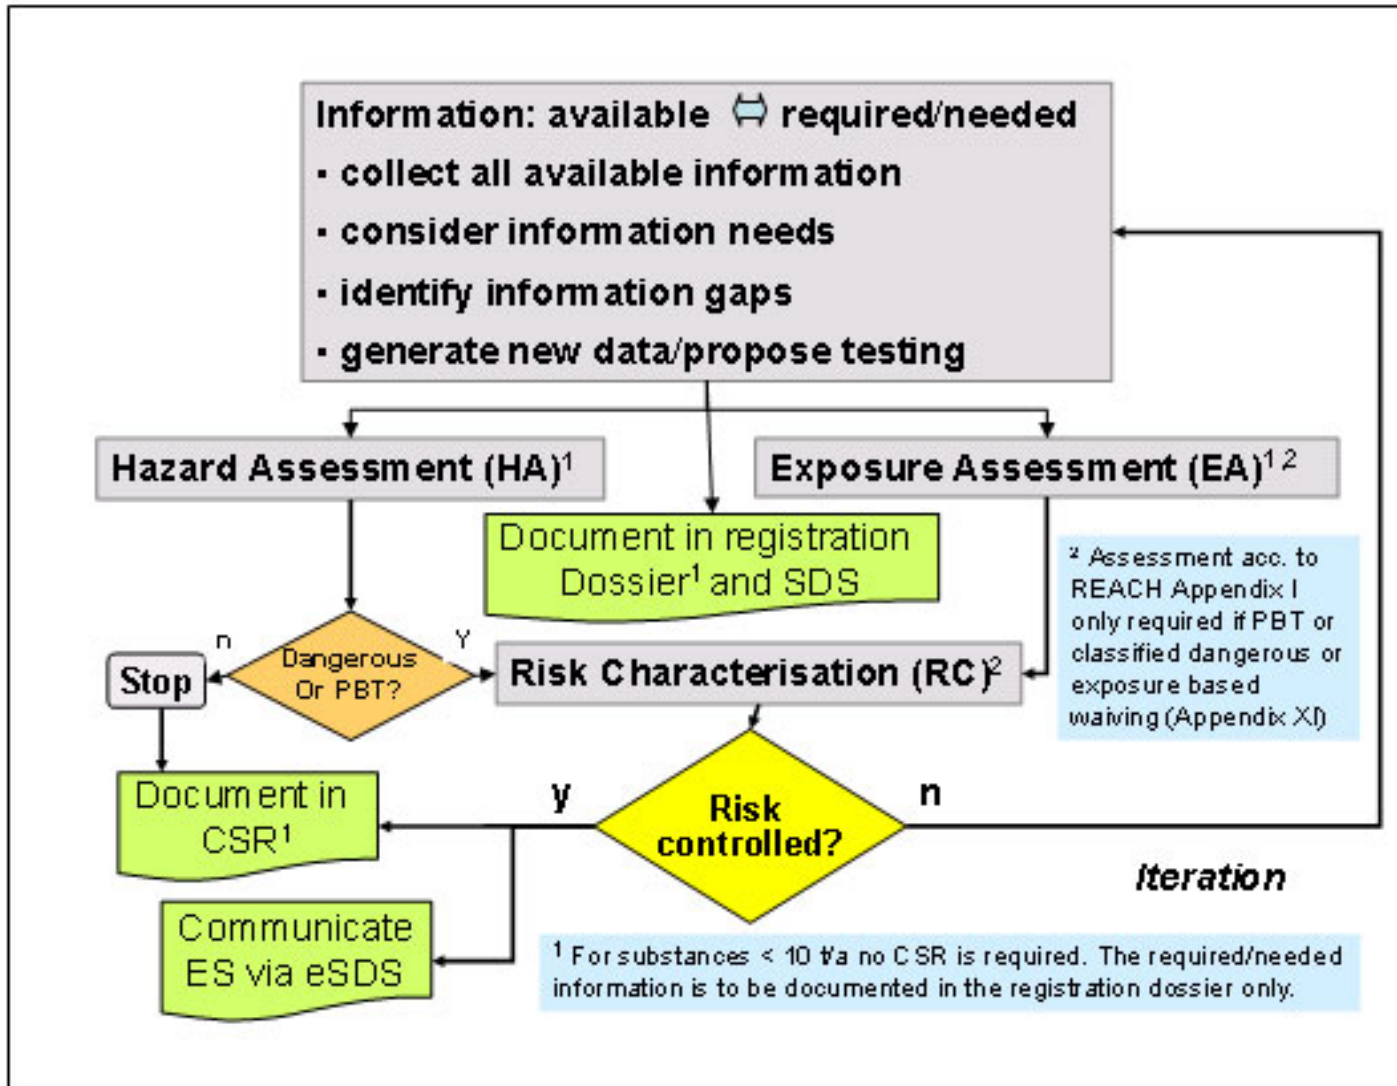 Information: available ⇔ required/needed
▪ collect all available information
▪ consider information needs
▪ identify information gaps
▪ generate new data/propose testing
Hazard Assessment (HA)¹
Exposure Assessment (EA)¹ ²
Document in registration
Dossier¹ and SDS
² Assessment acc. to
REACH Appendix I
only required if PBT or
classified dangerous or
exposure based
waiving (Appendix XI)
n
Y
Stop
Dangerous
Or PBT?
Risk Characterisation (RC)²
Document in
CSR¹
y
n
Risk
controlled?
Iteration
Communicate
ES via eSDS
¹ For substances < 10 t/a no CSR is required. The required/needed
information is to be documented in the registration dossier only.